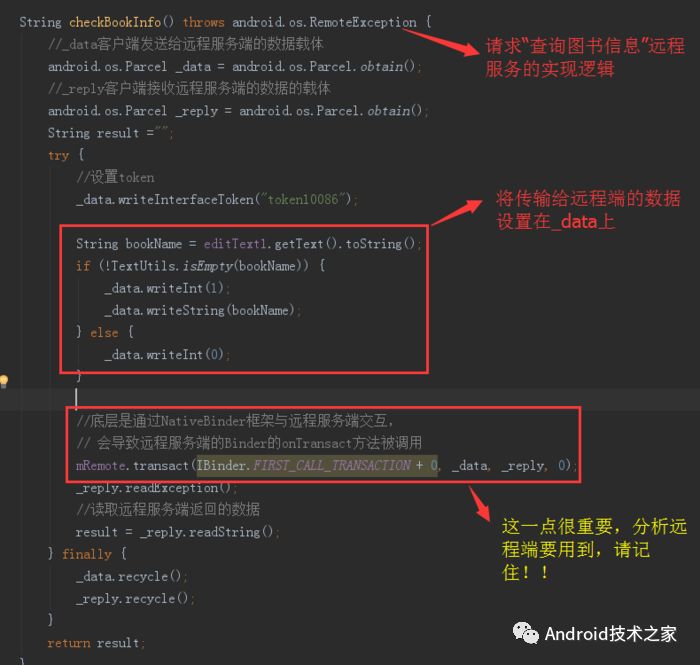 String checkBookInfo() throws android.os.RemoteException {
//_data客户端发送给远程服务端的数据载体
android.os.Parcel _data = android.os.Parcel.obtain();
//_reply客户端接收远程服务端的数据的载体
android.os.Parcel _reply = android.os.Parcel.obtain();
String result ="";
try {
//设置token
_data.writeInterfaceToken("token10086");
String bookName = editText1.getText().toString();
if (!TextUtils.isEmpty(bookName)) {
_data.writeInt(1);
_data.writeString(bookName);
} else {
_data.writeInt(0);
}
//底层是通过NativeBinder框架与远程服务端交互,
// 会导致远程服务端的Binder的onTransact方法被调用
mRemote.transact(IBinder.FIRST_CALL_TRANSACTION + 0, _data, _reply, 0);
_reply.readException();
//读取远程服务端返回的数据
result = _reply.readString();
} finally {
_data.recycle();
_reply.recycle();
}
return result;
}
请求“查询图书信息”远程
服务的实现逻辑
将传输给远程端的数据
设置在_data上
这一点很重要，分析远
程端要用到，请记
住！！
Android技术之家